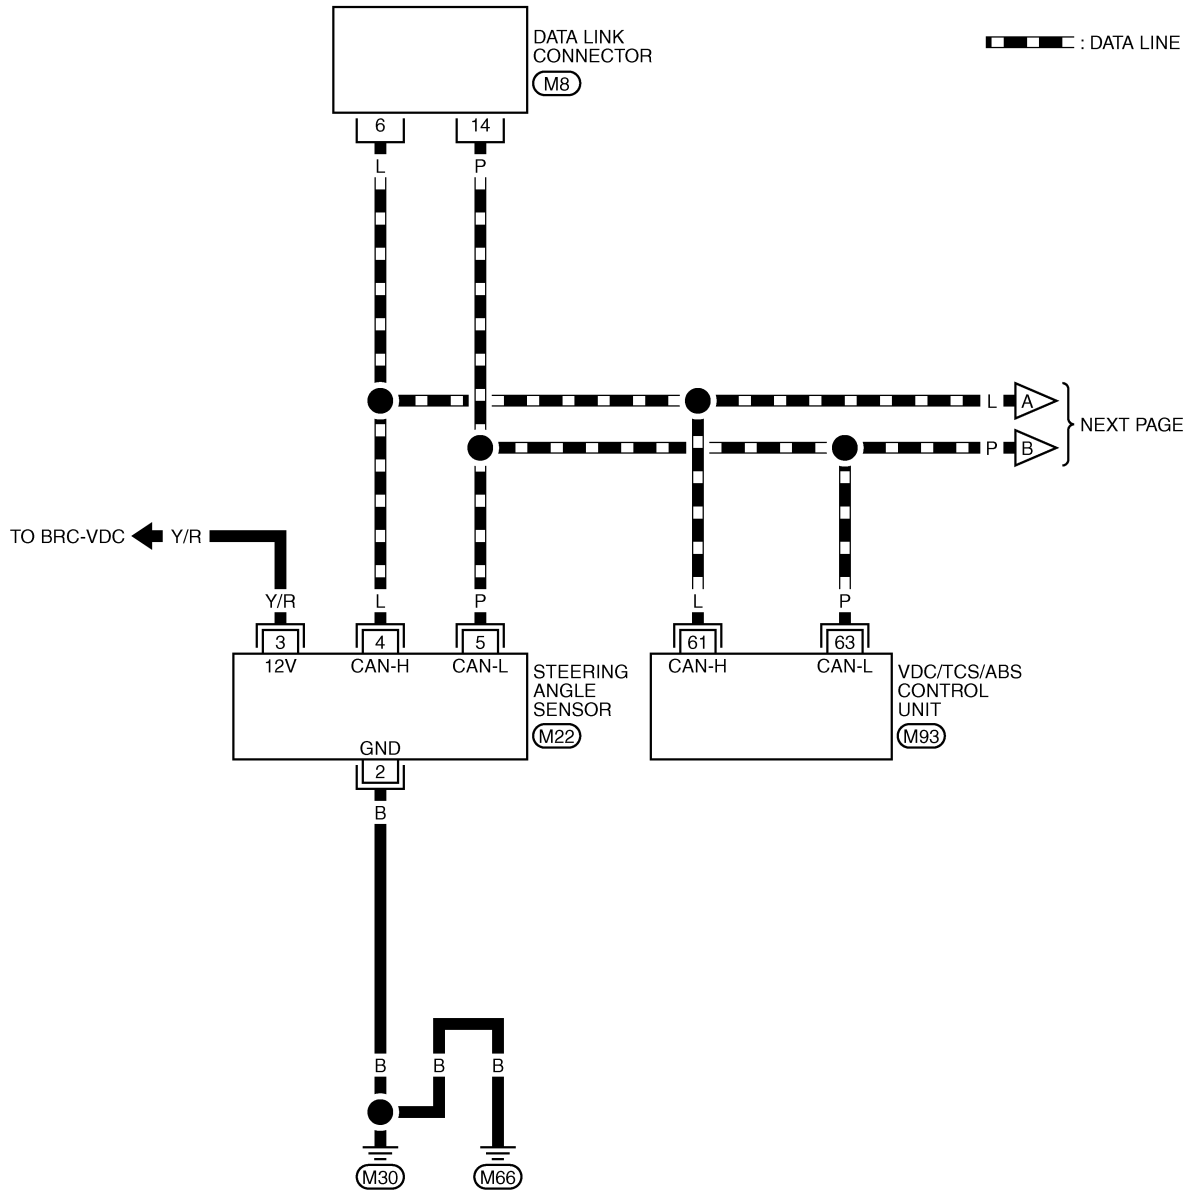 DATA LINK
CONNECTOR
M8
: DATA LINE
6
14
L
P
L
A
P
B
NEXT PAGE
TO BRC-VDC
Y/R
Y/R
L
P
L
P
3
4
5
61
63
12V
CAN-H
CAN-L
STEERING
ANGLE
SENSOR
M22
CAN-H
CAN-L
VDC/TCS/ABS
CONTROL
UNIT
M93
GND
2
B
B
B
B
M30
M66